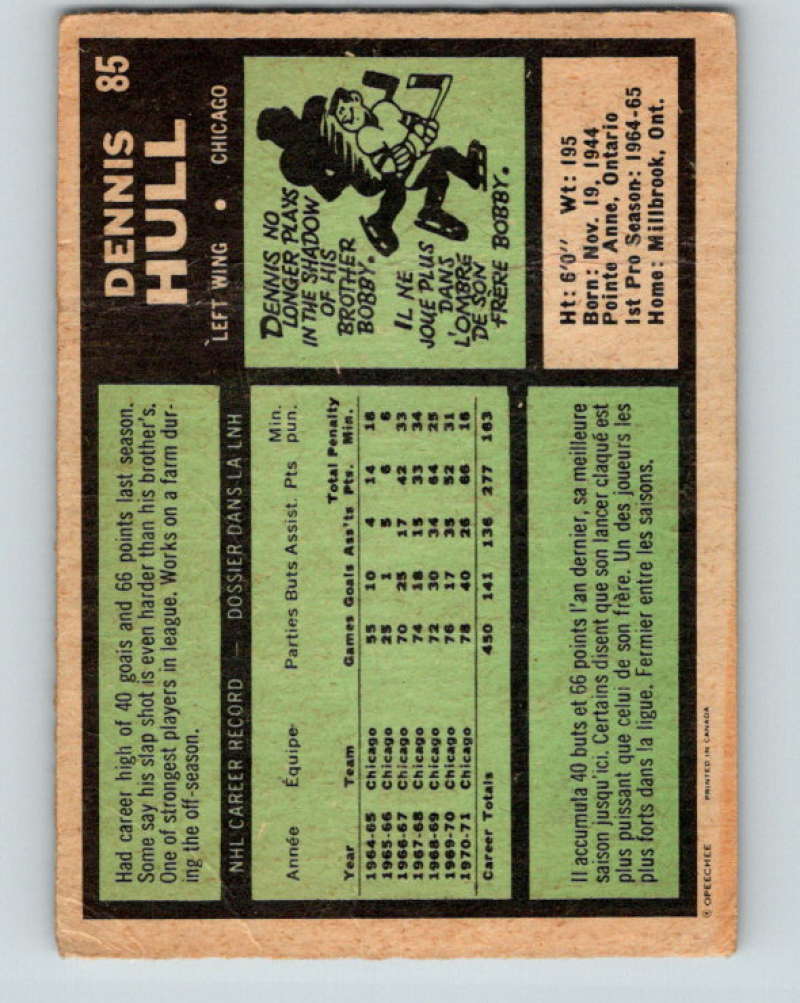 Had career high of 40 goals and 66 points last season.
Some say his slap shot is even harder than his brother's.
One of strongest players in league. Works on a farm dur-
ing the off-season.
DENNIS 85
HULL
LEFT WING • CHICAGO
NHL CAREER RECORD — DOSSIER DANS LA LNH
Min.
Année Équipe Parties Buts Assist. Pts pun.
Total Penalty
Year Team Games Goals Ass'ts Pts. Min.
1964-65 Chicago 55 10 4 14 18
1965-66 Chicago 25 1 5 6 6
1966-67 Chicago 70 25 17 42 33
1967-68 Chicago 74 18 15 33 34
1968-69 Chicago 72 30 34 64 25
1969-70 Chicago 76 17 35 52 31
1970-71 Chicago 78 40 26 66 16
Career Totals 450 141 136 277 163
DENNIS NO
LONGER PLAYS
IN THE SHADOW
OF HIS
BROTHER
BOBBY.
IL NE
JOUE PLUS
DANS
L'OMBRE
DE SON
FRÈRE BOBBY.
Il accumula 40 buts et 66 points l'an dernier, sa meilleure
saison jusqu'ici. Certains disent que son lancer claqué est
plus puissant que celui de son frère. Un des joueurs les
plus forts dans la ligue. Fermier entre les saisons.
Ht: 6'0" Wt: 195
Born: Nov. 19, 1944
Pointe Anne, Ontario
1st Pro Season: 1964-65
Home: Millbrook, Ont.
© OPEECHEE PRINTED IN CANADA